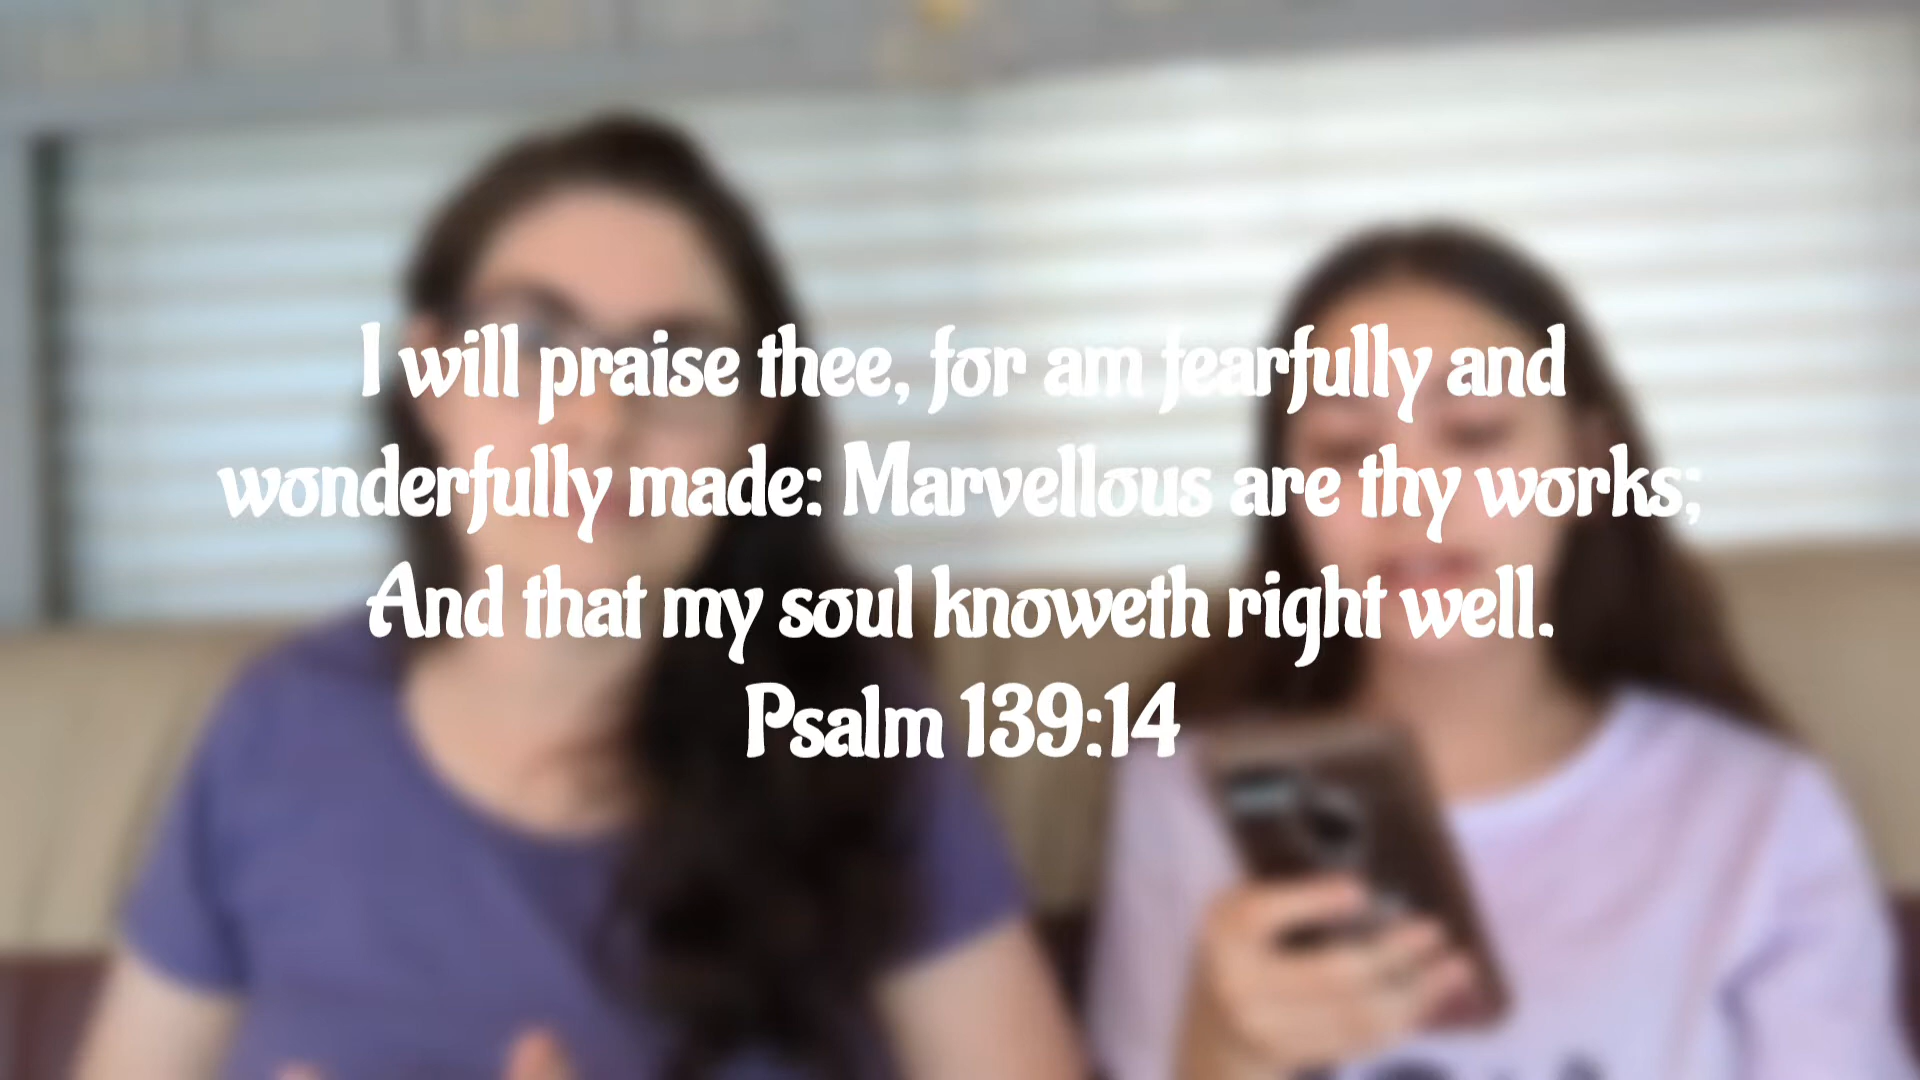 I will praise thee, for am fearfully and
wonderfully made: Marvellous are thy works;
And that my soul knoweth right well.
Psalm 139:14